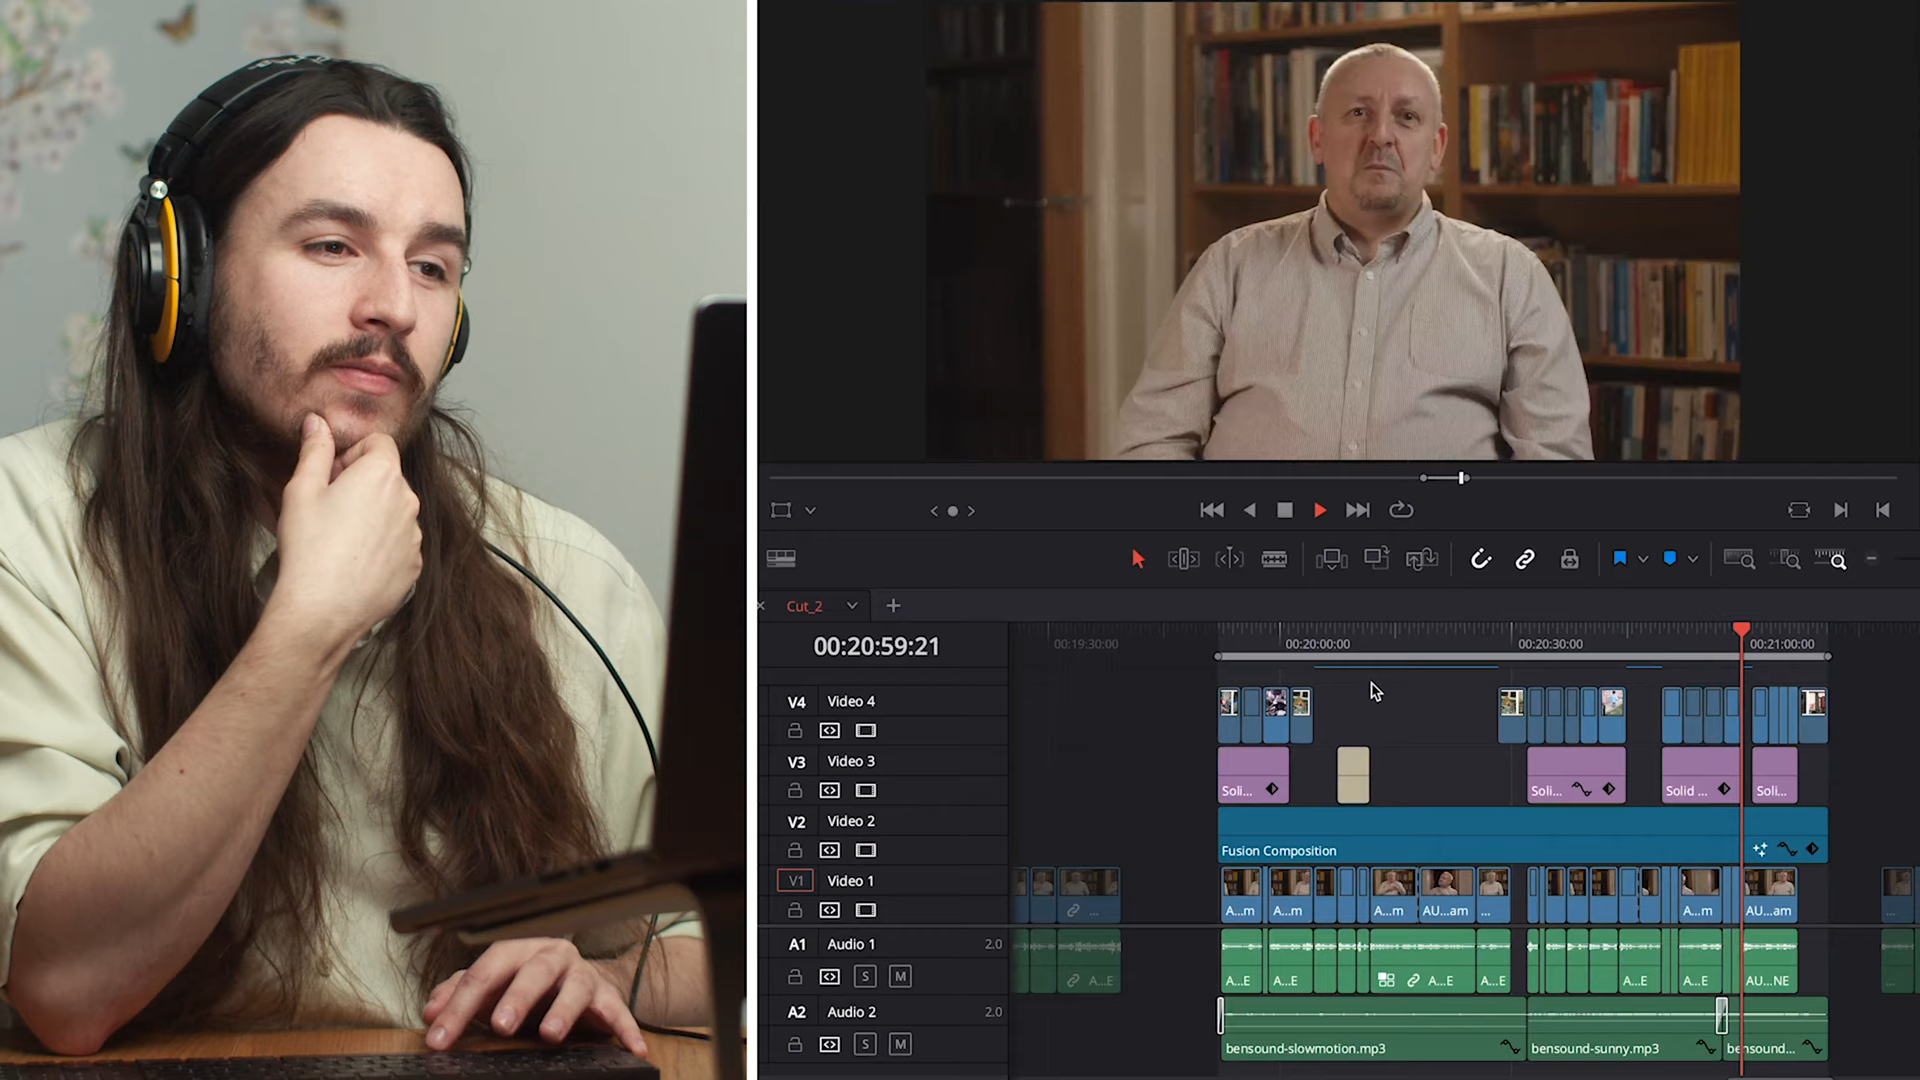 Cut_2
00:20:59:21
00:19:30:00
00:20:00:00
00:20:30:00
00:21:00:00
V4 Video 4
V3 Video 3
Soli...
Soli...
Solid ...
Soli...
V2 Video 2
Fusion Composition
V1 Video 1
...
A...m
A...m
A...m
AU...am
...
A...m
AU...am
...
A1 Audio 1 2.0
S M
A...E
A...E
A...E
A...E
A...E
A...E
A...E
AU...NE
...
A2 Audio 2 2.0
S M
bensound-slowmotion.mp3
bensound-sunny.mp3
bensound...